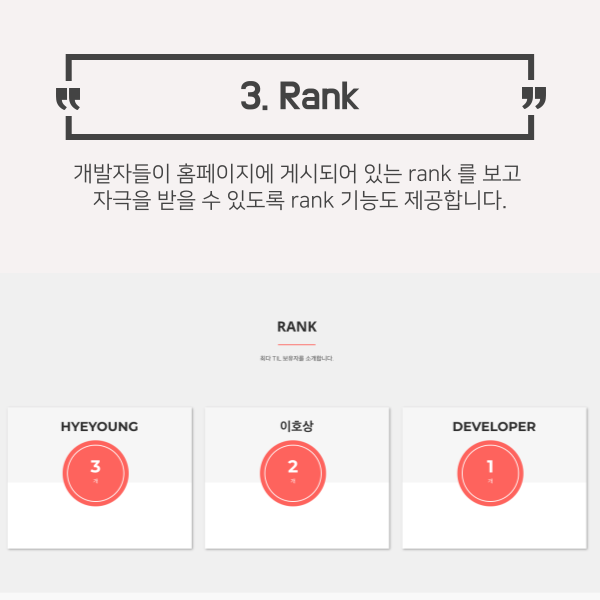 3. Rank
개발자들이 홈페이지에 게시되어 있는 rank 를 보고
자극을 받을 수 있도록 rank 기능도 제공합니다.
RANK
최다 TIL 보유자를 소개합니다.
HYEYOUNG
3
개
이호상
2
개
DEVELOPER
1
개